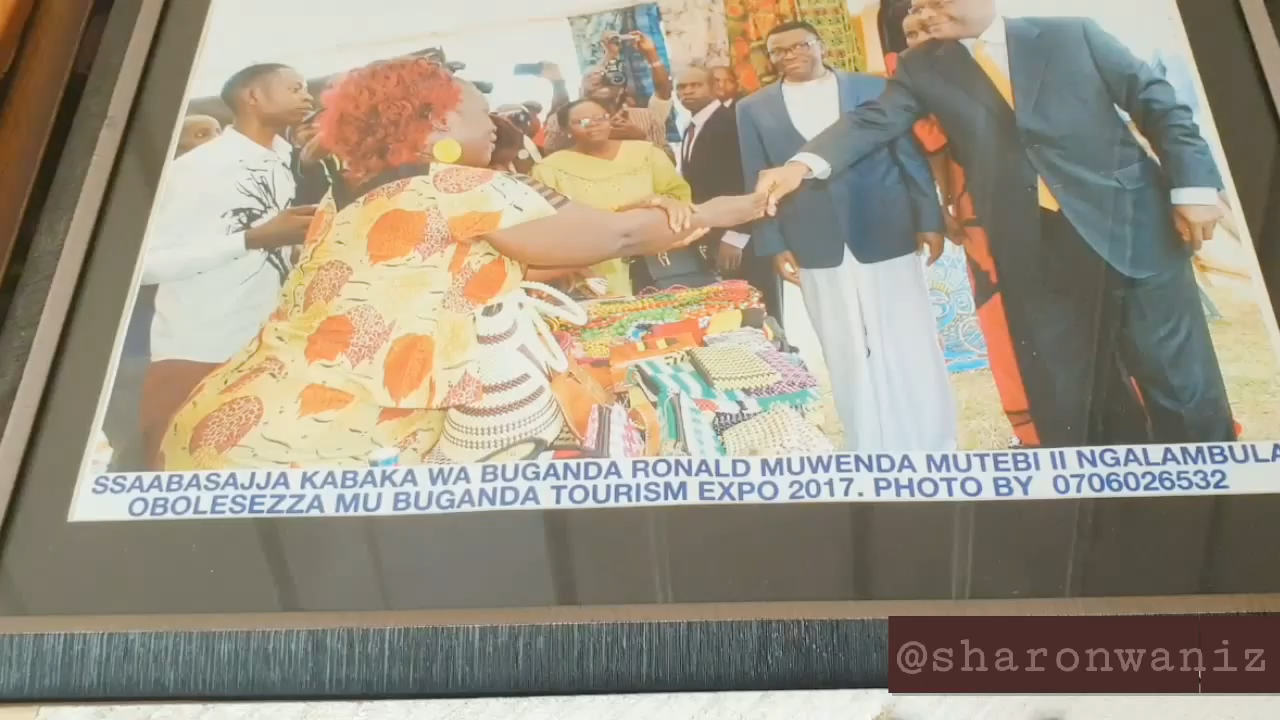 SSAABASAJJA KABAKA WA BUGANDA RONALD MUWENDA MUTEBI II NGALAMBULA
OBOLESEZZA MU BUGANDA TOURISM EXPO 2017. PHOTO BY 0706026532
@sharonwaniz